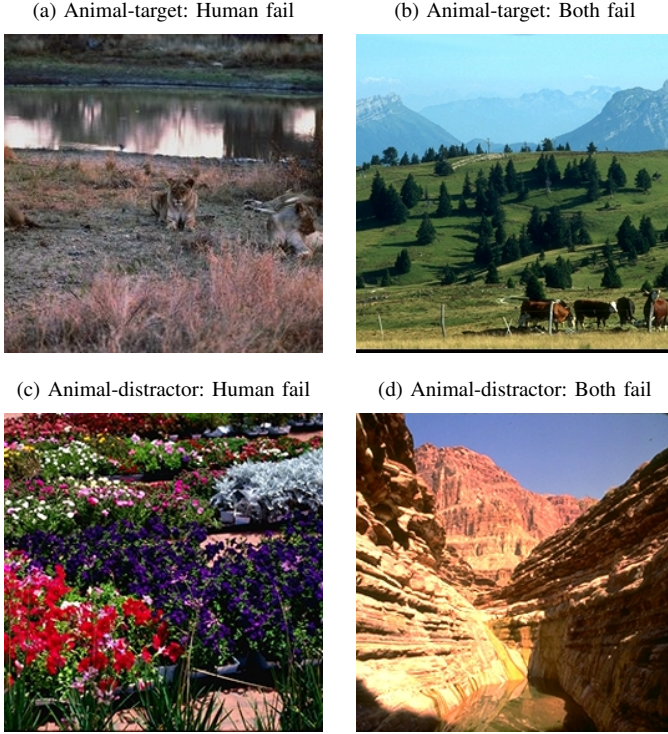 (a) Animal-target: Human fail
(b) Animal-target: Both fail
(c) Animal-distractor: Human fail
(d) Animal-distractor: Both fail